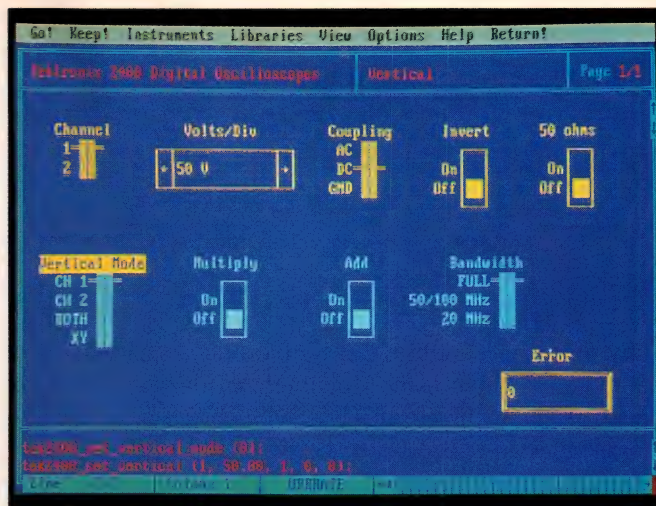 Go! Keep! Instruments Libraries View Options Help Return!
Tektronix 2400 Digital Oscilloscopes Vertical Page 1/1
Channel Volts/Div Coupling Invert 50 ohms
1 AC
2 50 V DC On On
GND Off Off
Vertical Mode Multiply Add Bandwidth
CH 1 FULL
CH 2 On On 50/100 MHz
BOTH Off Off 20 MHz
XY
Error
0
vertical_mode (0);
vertical (1, 50.00, 1, 0, 0);
Line